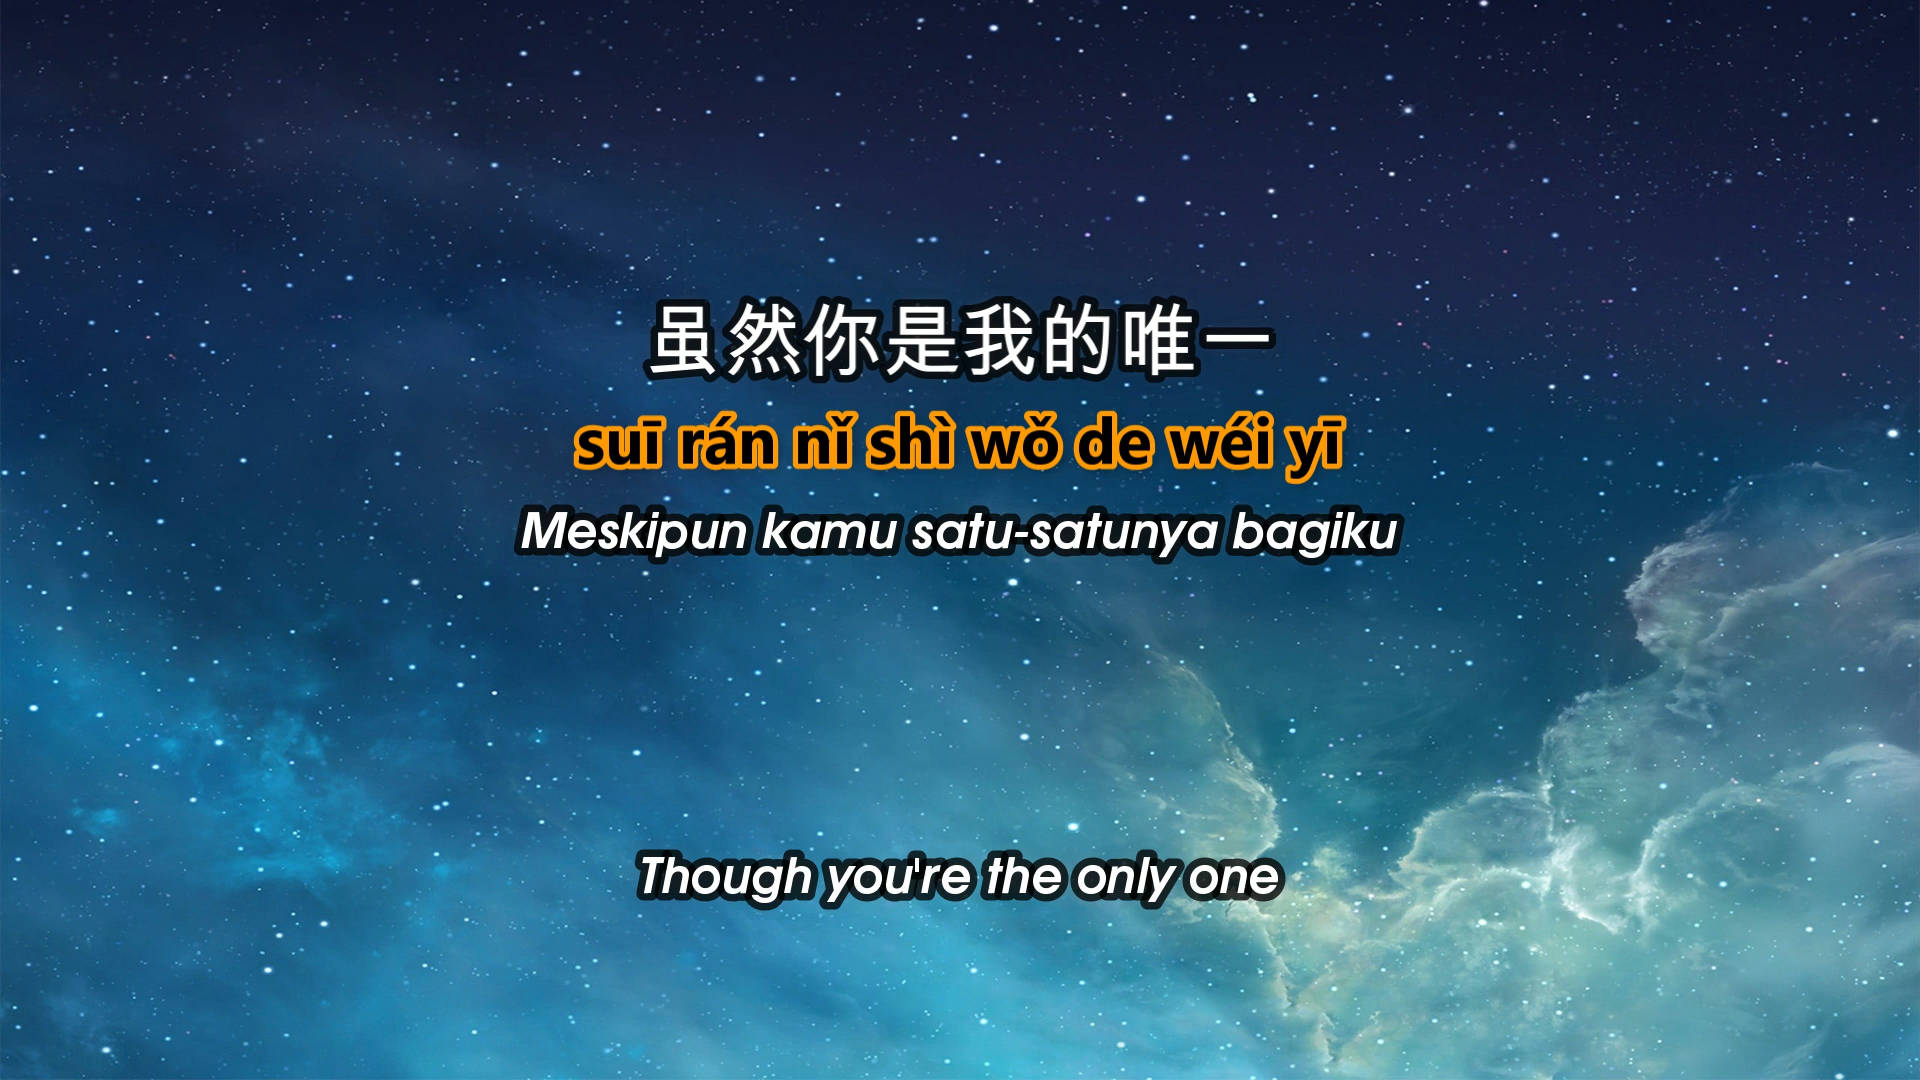 虽然你是我的唯一
suī rán nǐ shì wǒ de wéi yī
Meskipun kamu satu-satunya bagiku
Though you're the only one